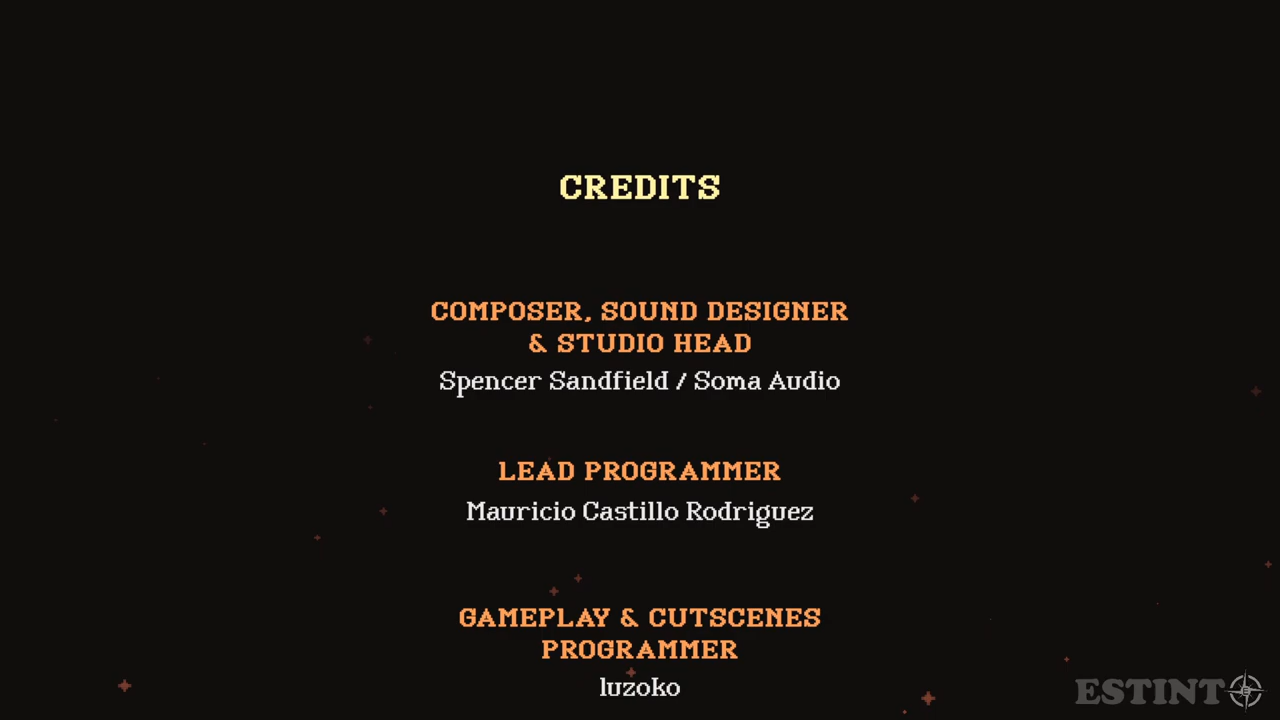 CREDITS
COMPOSER, SOUND DESIGNER
& STUDIO HEAD
Spencer Sandfield / Soma Audio
LEAD PROGRAMMER
Mauricio Castillo Rodriguez
GAMEPLAY & CUTSCENES
PROGRAMMER
luzoko
ESTINTO